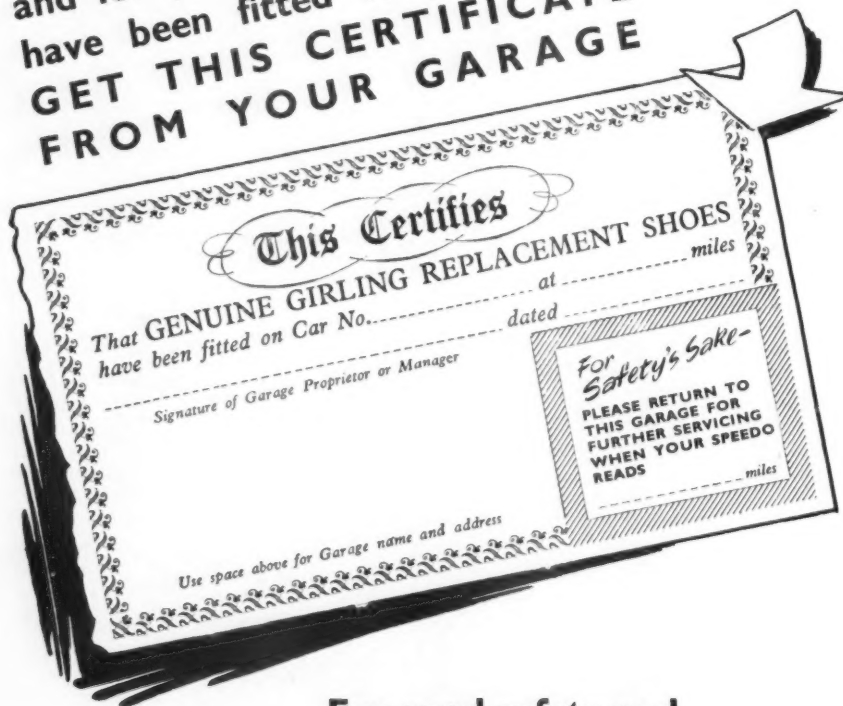 and
have been fitted
GET THIS CERTIFICATE
FROM YOUR GARAGE
This Certifies
That GENUINE GIRLING REPLACEMENT SHOES
have been fitted on Car No. at miles
dated
Signature of Garage Proprietor or Manager
For
Safety's Sake-
PLEASE RETURN TO
THIS GARAGE FOR
FURTHER SERVICING
WHEN YOUR SPEEDO
READS
miles
Use space above for Garage name and address